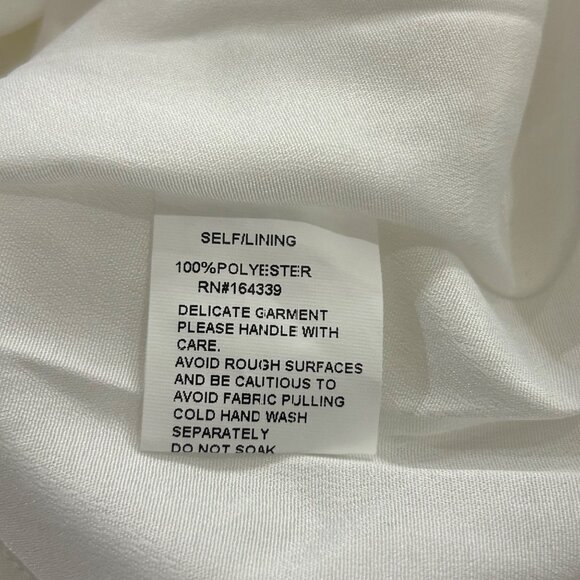 SELF/LINING
100%POLYESTER
RN#164339
DELICATE GARMENT
PLEASE HANDLE WITH
CARE.
AVOID ROUGH SURFACES
AND BE CAUTIOUS TO
AVOID FABRIC PULLING
COLD HAND WASH
SEPARATELY
DO NOT SOAK